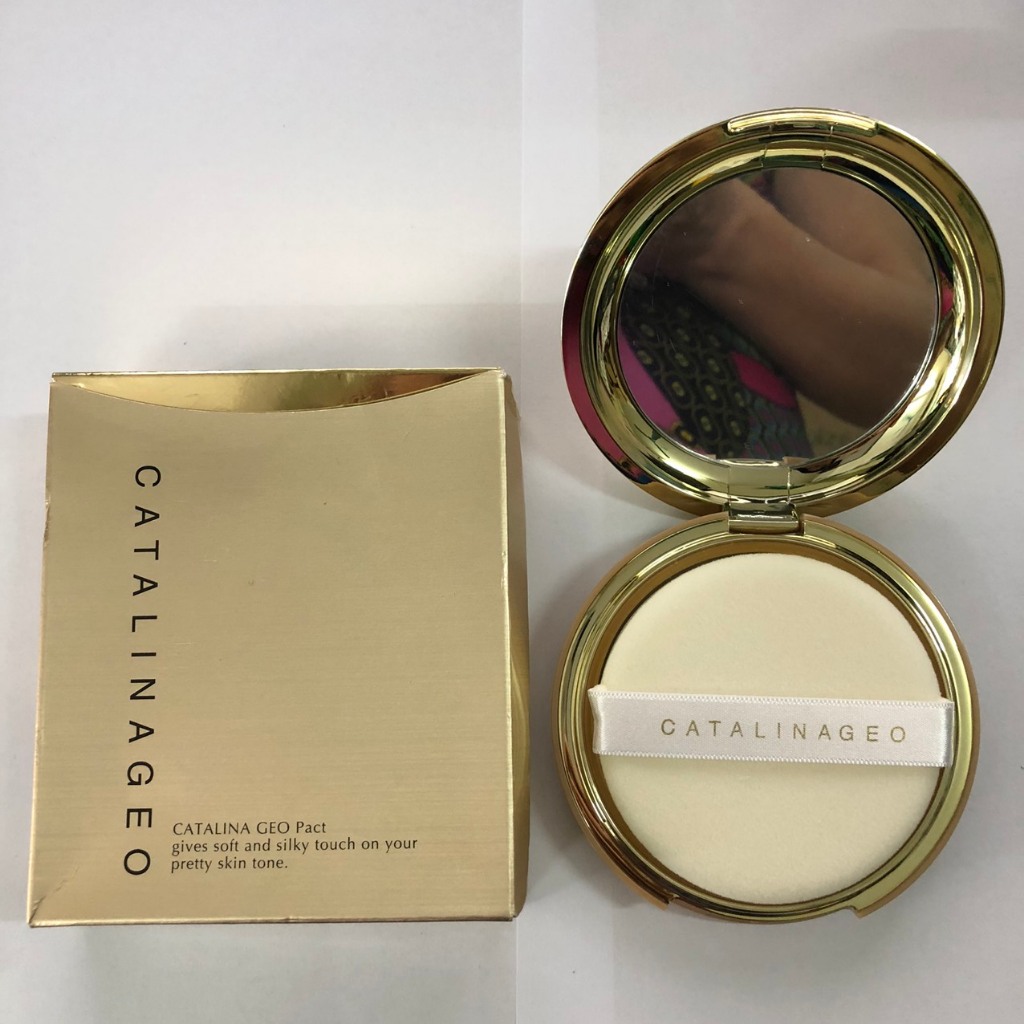 CATALINAGEO
CATALINA GEO Pact
gives soft and silky touch on your
pretty skin tone.
CATALINAGEO